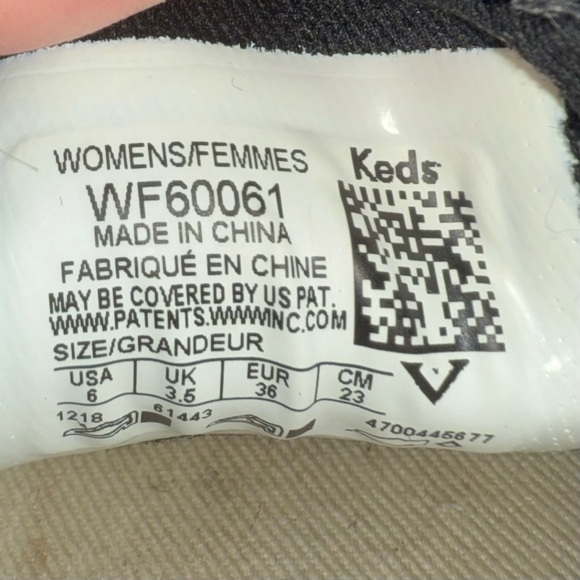 WOMENS/FEMMES
Keds
WF60061
MADE IN CHINA
FABRIQUÉ EN CHINE
MAY BE COVERED BY US PAT.
WWW.PATENTS.WWWINC.COM
SIZE/GRANDEUR
USA UK EUR CM
6 3.5 36 23
1218 61443 4700445677